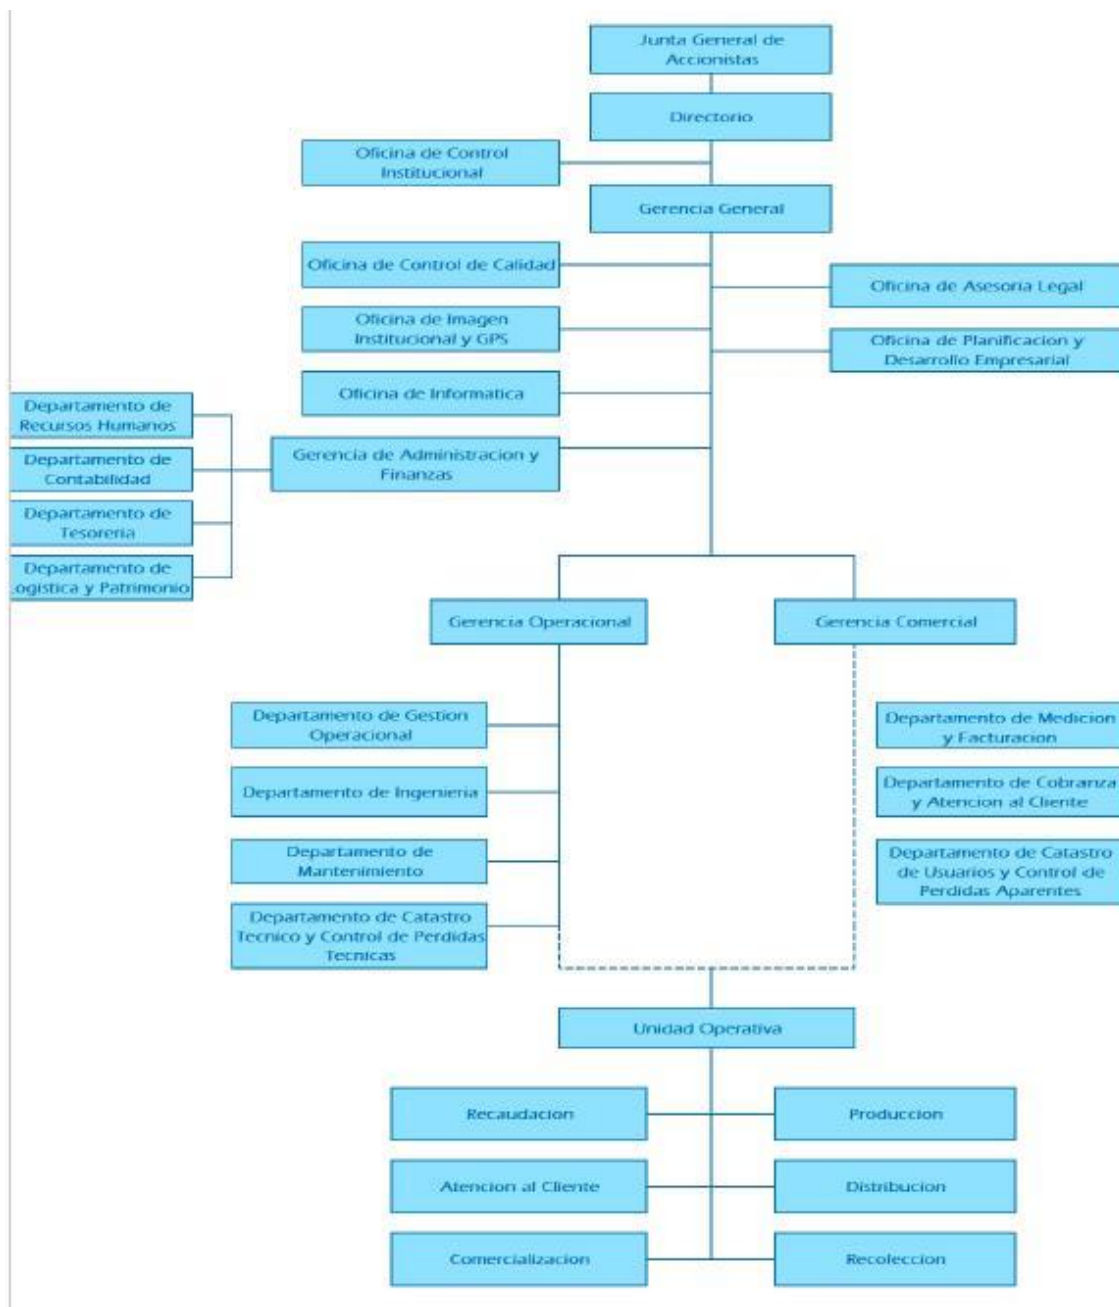 Junta General de
Accionistas
Directorio
Oficina de Control
Institucional
Gerencia General
Oficina de Control de Calidad
Oficina de Asesoria Legal
Oficina de Imagen
Institucional y GPS
Oficina de Planificacion y
Desarrollo Empresarial
Oficina de Informatica
Departamento de
Recursos Humanos
Gerencia de Administracion y
Finanzas
Departamento de
Contabilidad
Departamento de
Tesoreria
Departamento de
ogistica y Patrimonio
Gerencia Operacional
Gerencia Comercial
Departamento de Gestion
Operacional
Departamento de Medicion
y Facturacion
Departamento de Ingenieria
Departamento de Cobranza
y Atencion al Cliente
Departamento de
Mantenimiento
Departamento de Catastro
de Usuarios y Control de
Perdidas Aparentes
Departamento de Catastro
Tecnico y Control de Perdidas
Tecnicas
Unidad Operativa
Recaudacion
Produccion
Atencion al Cliente
Distribucion
Comercializacion
Recoleccion